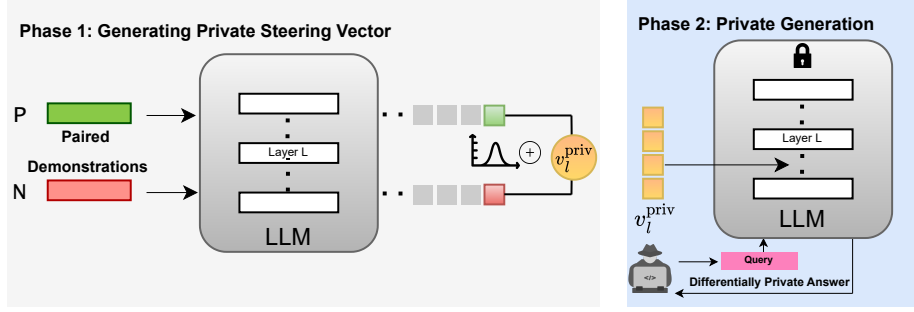 Phase 1: Generating Private Steering Vector
P
Paired
Demonstrations
N
Layer L
LLM
+
v_l^priv
Phase 2: Private Generation
Layer L
LLM
v_l^priv
</>
Query
Differentially Private Answer